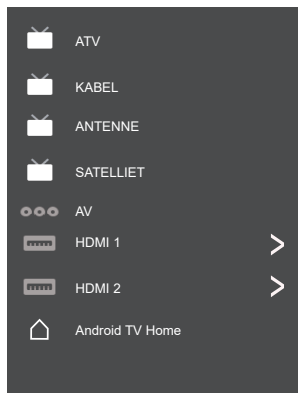 ATV
KABEL
ANTENNE
SATELLIET
AV
HDMI 1
HDMI 2
Android TV Home